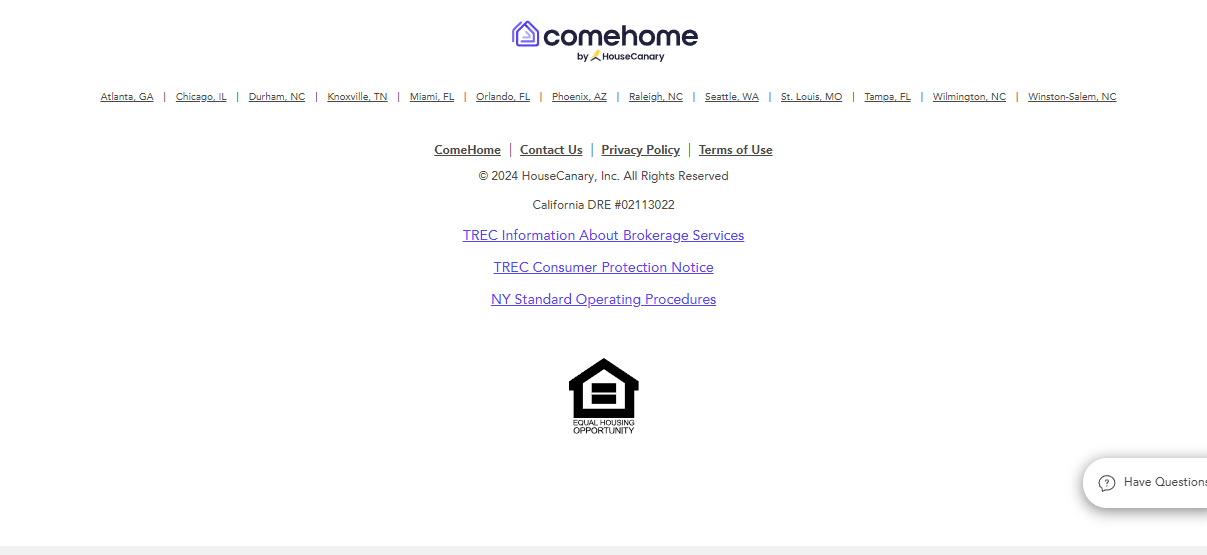 comehome
by HouseCanary
Atlanta, GA | Chicago, IL | Durham, NC | Knoxville, TN | Miami, FL | Orlando, FL | Phoenix, AZ | Raleigh, NC | Seattle, WA | St. Louis, MO | Tampa, FL | Wilmington, NC | Winston-Salem, NC
ComeHome | Contact Us | Privacy Policy | Terms of Use
© 2024 HouseCanary, Inc. All Rights Reserved
California DRE #02113022
TREC Information About Brokerage Services
TREC Consumer Protection Notice
NY Standard Operating Procedures
EQUAL HOUSING
OPPORTUNITY
Have Questions